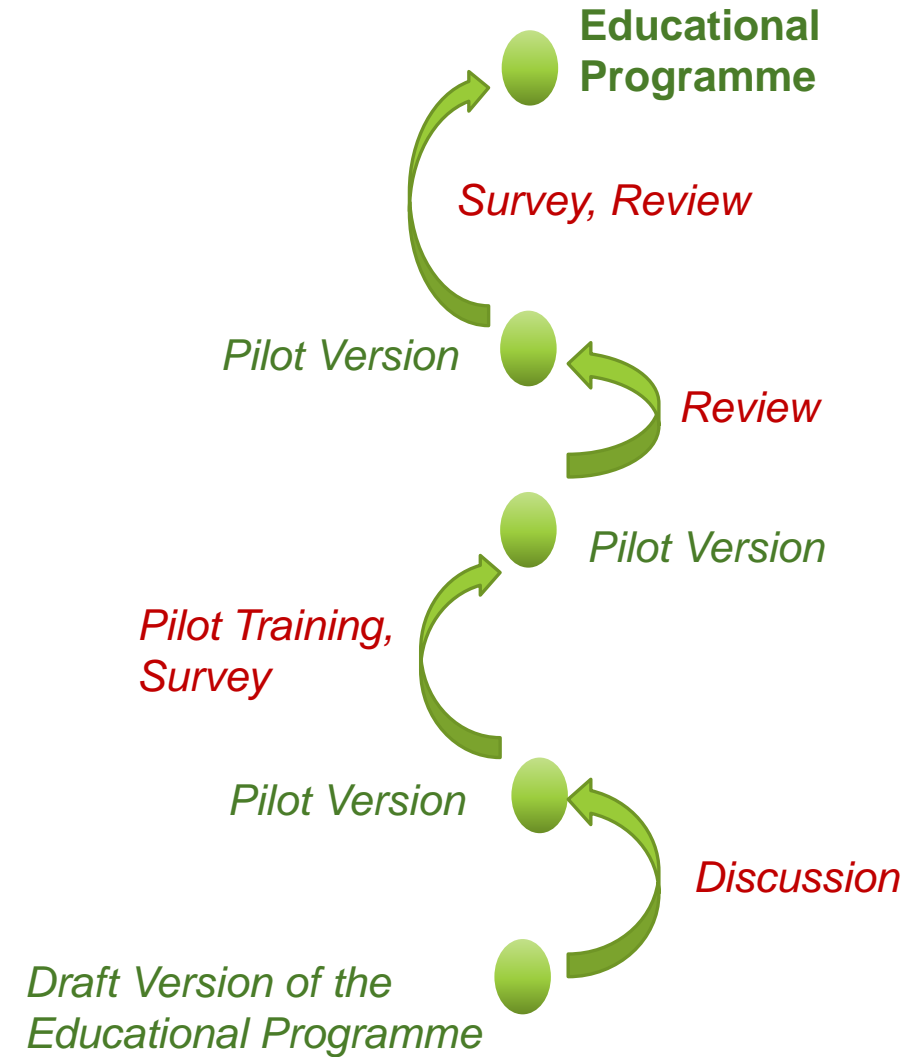 Educational
Programme
Survey, Review
Pilot Version
Review
Pilot Version
Pilot Training,
Survey
Pilot Version
Discussion
Draft Version of the
Educational Programme